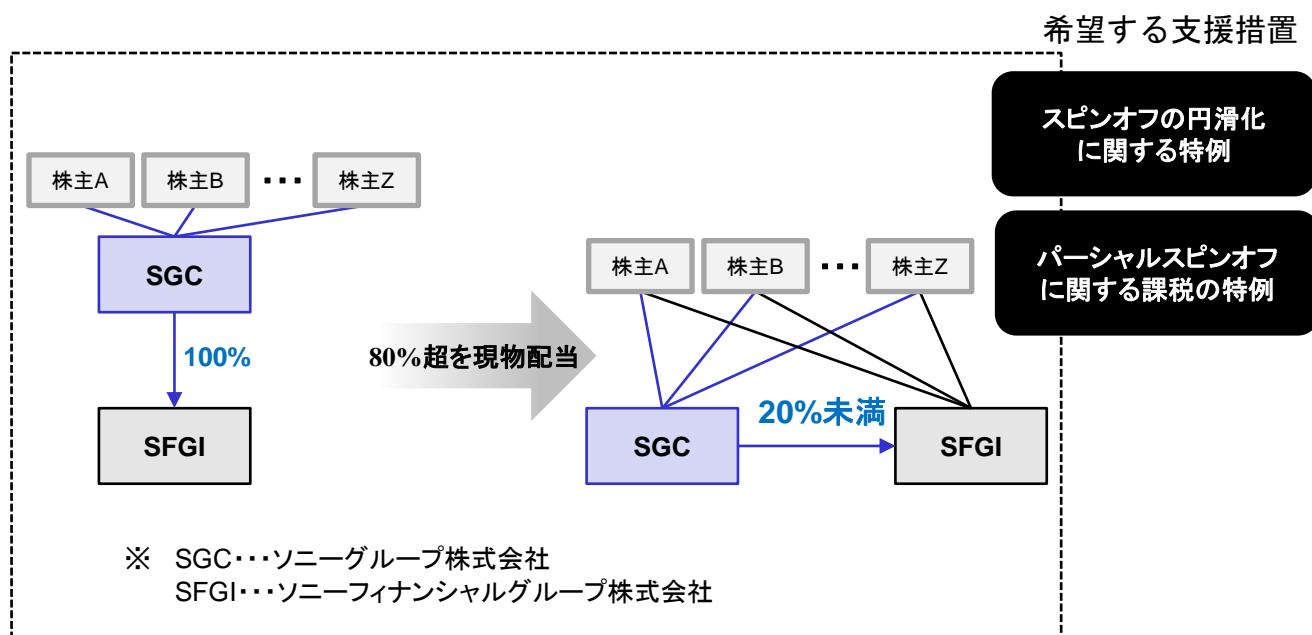 希望する支援措置
スピンオフの円滑化
に関する特例
パーシャルスピンオフ
に関する課税の特例
株主A
株主B
･･･
株主Z
SGC
100%
SFGI
80%超を現物配当
株主A
株主B
･･･
株主Z
20%未満
SGC
SFGI
※ SGC･･･ソニーグループ株式会社
SFGI･･･ソニーフィナンシャルグループ株式会社